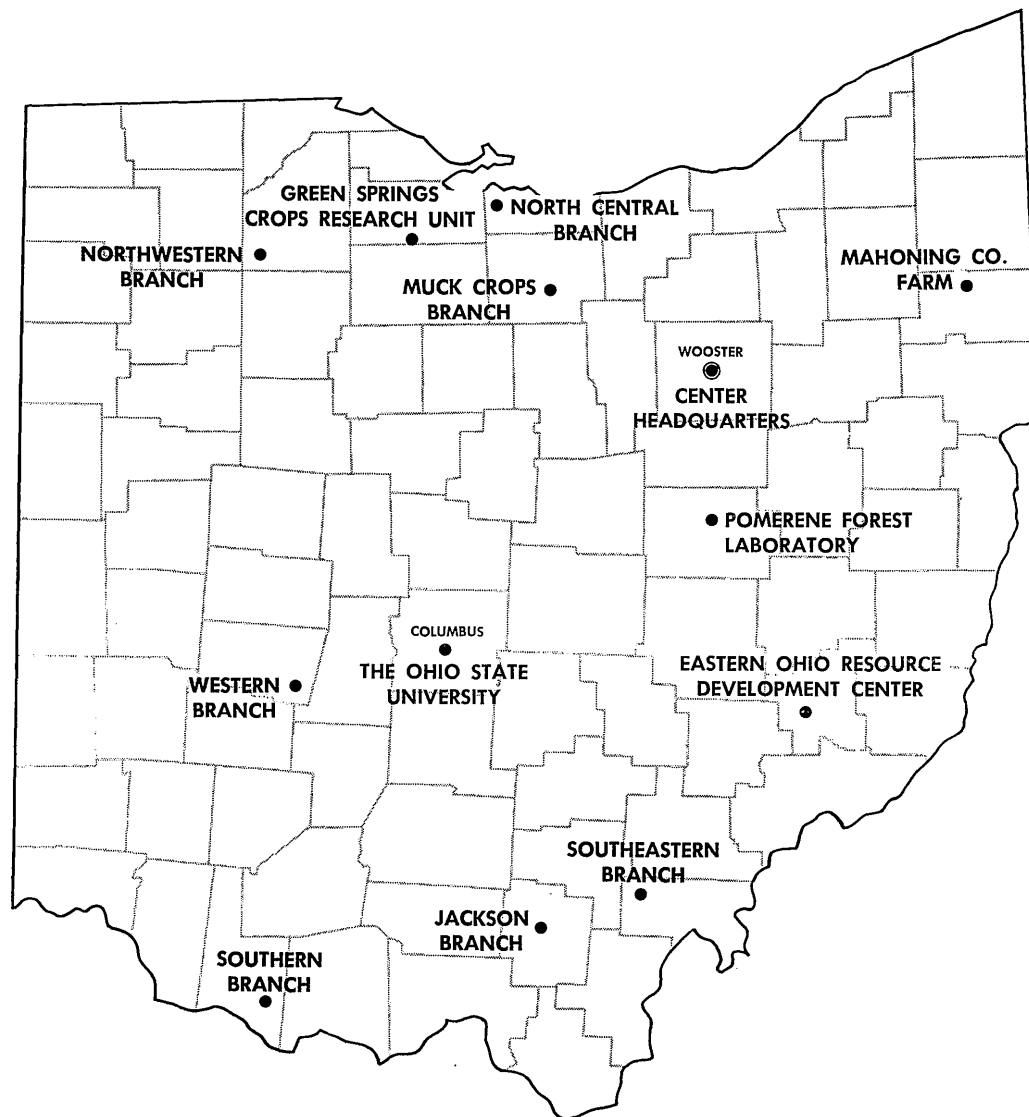 GREEN SPRINGS
CROPS RESEARCH UNIT
NORTH CENTRAL
BRANCH
NORTHWESTERN
BRANCH
MUCK CROPS
BRANCH
MAHONING CO.
FARM
WOOSTER
CENTER
HEADQUARTERS
POMERENE FOREST
LABORATORY
COLUMBUS
THE OHIO STATE
UNIVERSITY
WESTERN
BRANCH
EASTERN OHIO RESOURCE
DEVELOPMENT CENTER
SOUTHEASTERN
BRANCH
JACKSON
BRANCH
SOUTHERN
BRANCH